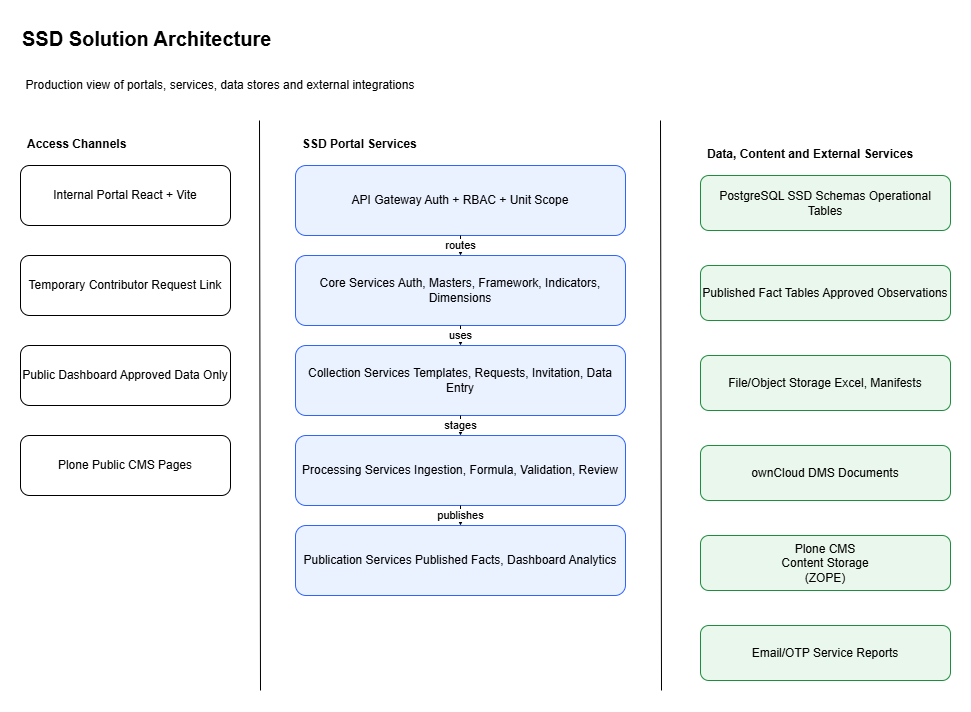 SSD Solution Architecture
Production view of portals, services, data stores and external integrations
Access Channels
Internal Portal React + Vite
Temporary Contributor Request Link
Public Dashboard Approved Data Only
Plone Public CMS Pages
SSD Portal Services
API Gateway Auth + RBAC + Unit Scope
routes
Core Services Auth, Masters, Framework, Indicators,
Dimensions
uses
Collection Services Templates, Requests, Invitation, Data
Entry
stages
Processing Services Ingestion, Formula, Validation, Review
publishes
Publication Services Published Facts, Dashboard Analytics
Data, Content and External Services
PostgreSQL SSD Schemas Operational
Tables
Published Fact Tables Approved Observations
File/Object Storage Excel, Manifests
ownCloud DMS Documents
Plone CMS
Content Storage
(ZOPE)
Email/OTP Service Reports